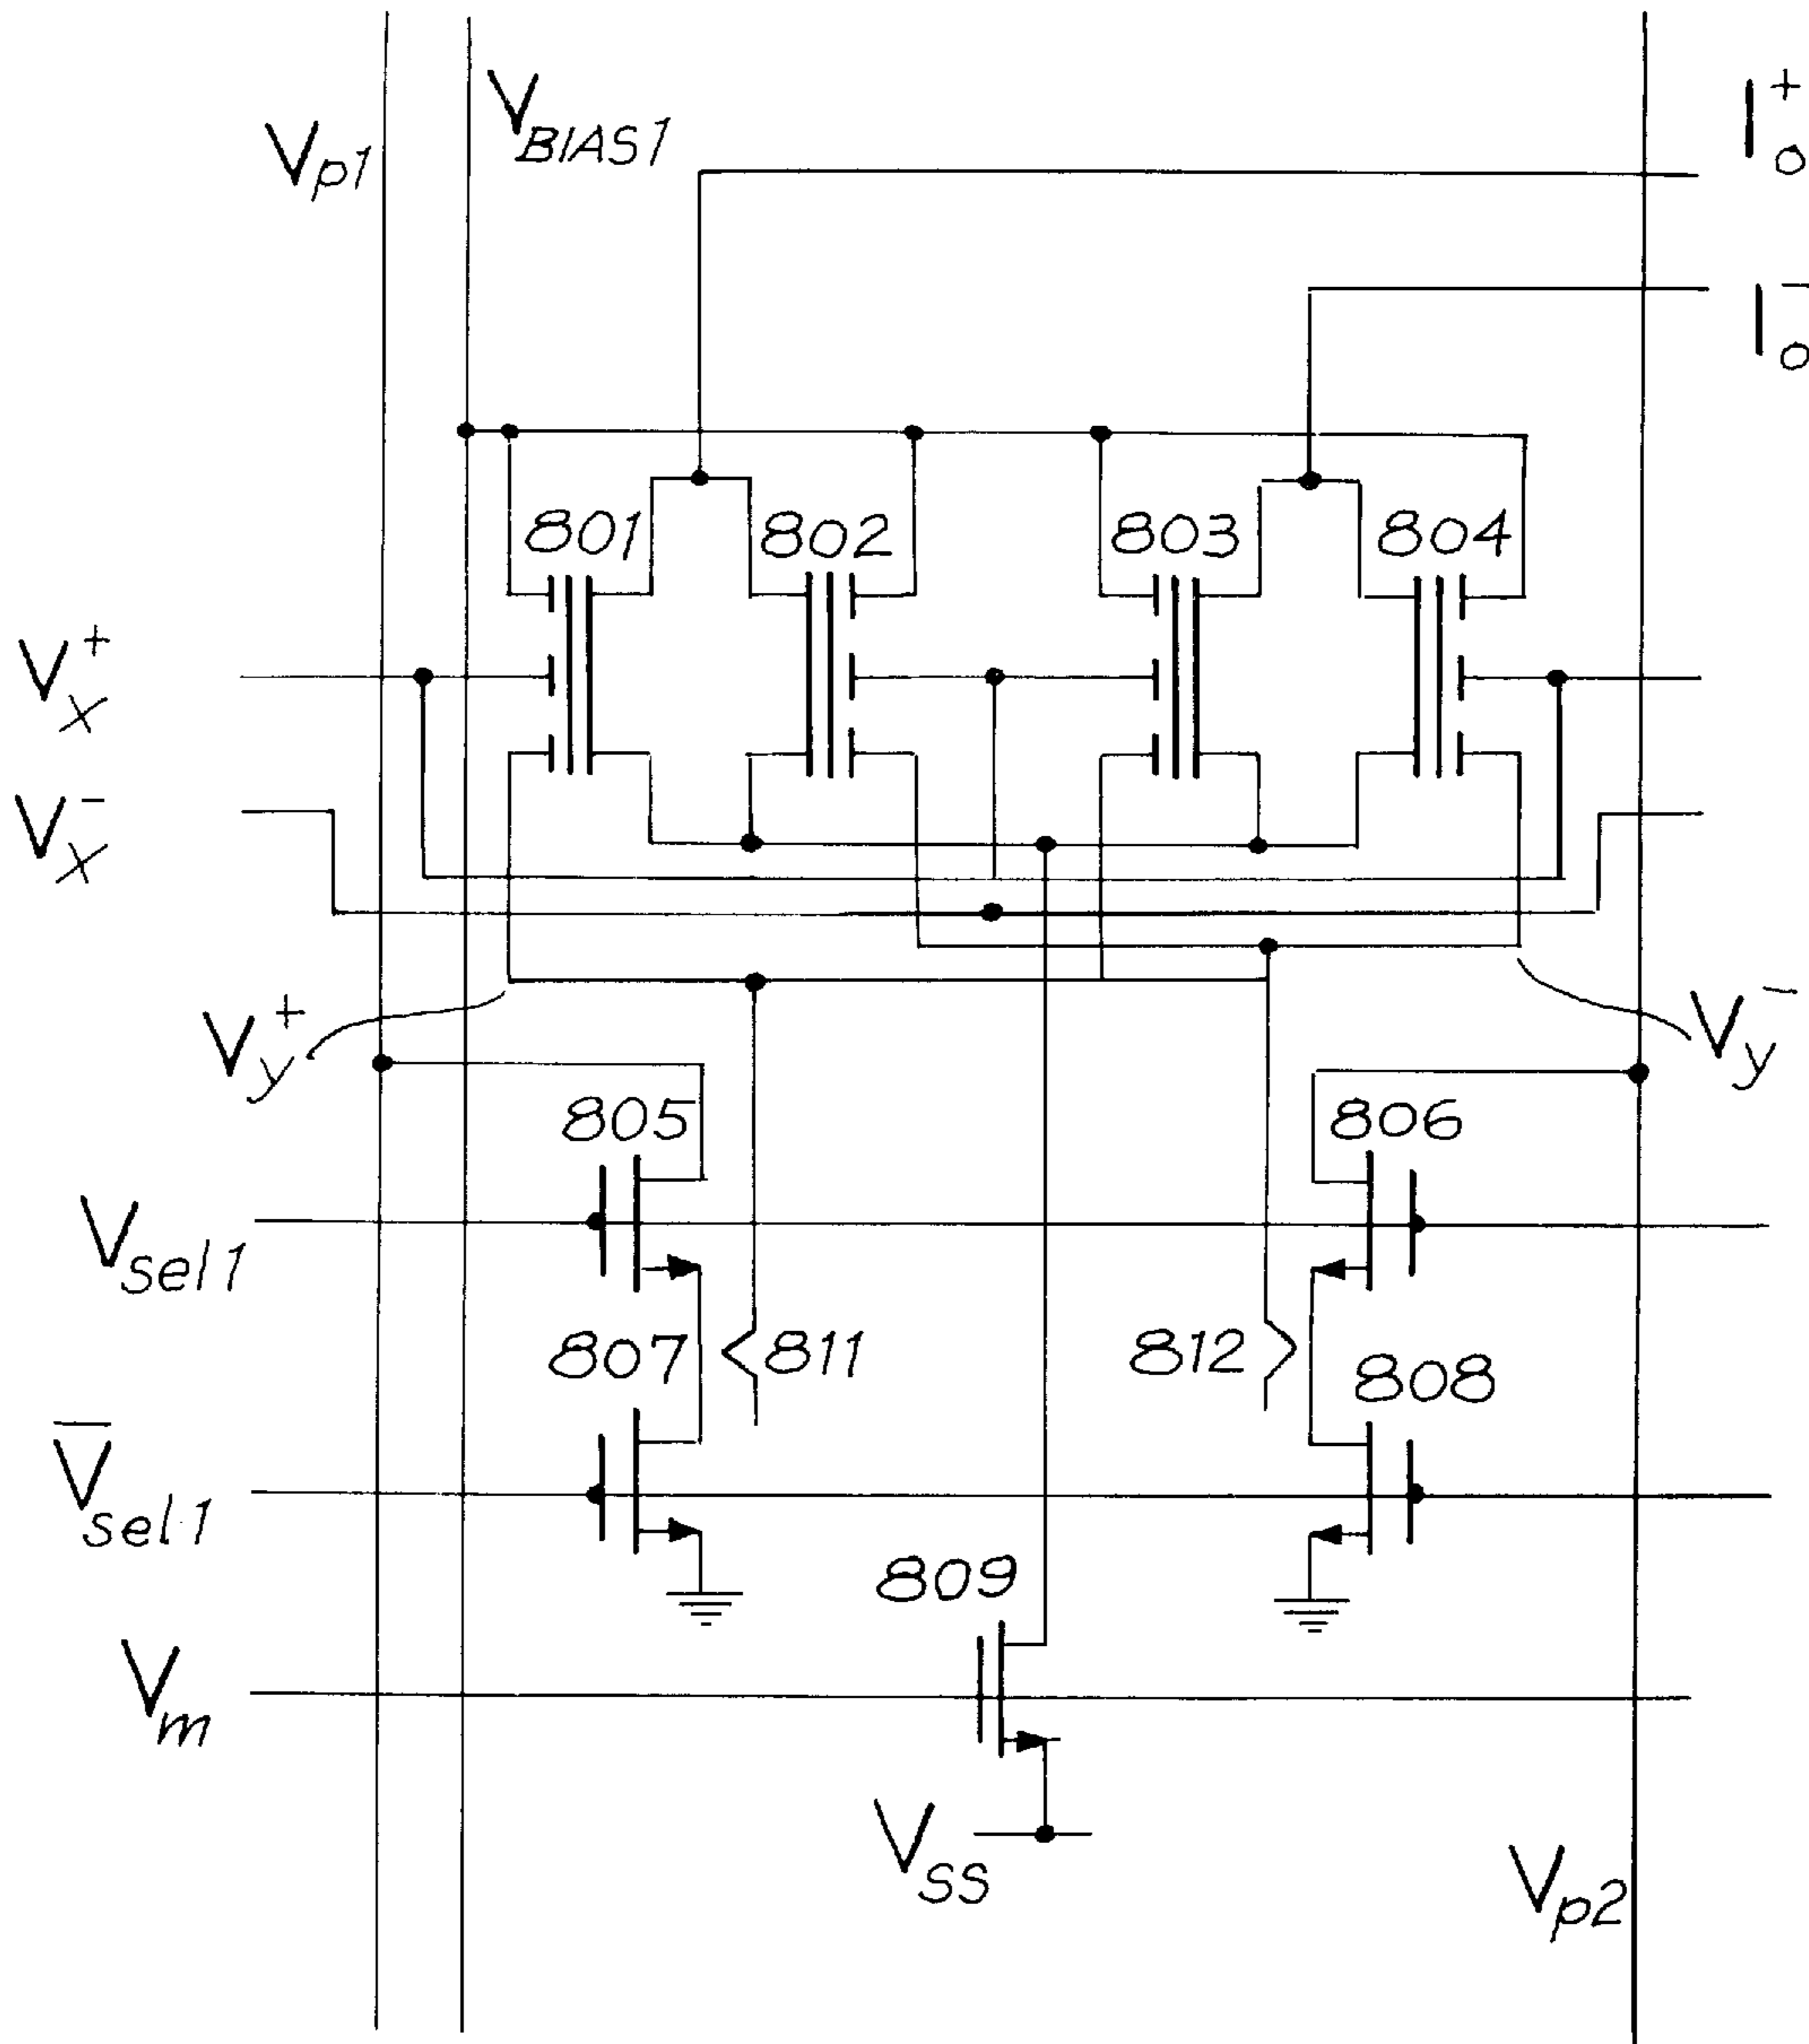 V_p1
V_BIAS1
I_o^+
I_o^-
801
802
803
804
V_x^+
V_x^-
V_y^+
V_y^-
805
806
V_sel1
807
811
812
808
V̅_sel1
809
V_m
V_SS
V_p2